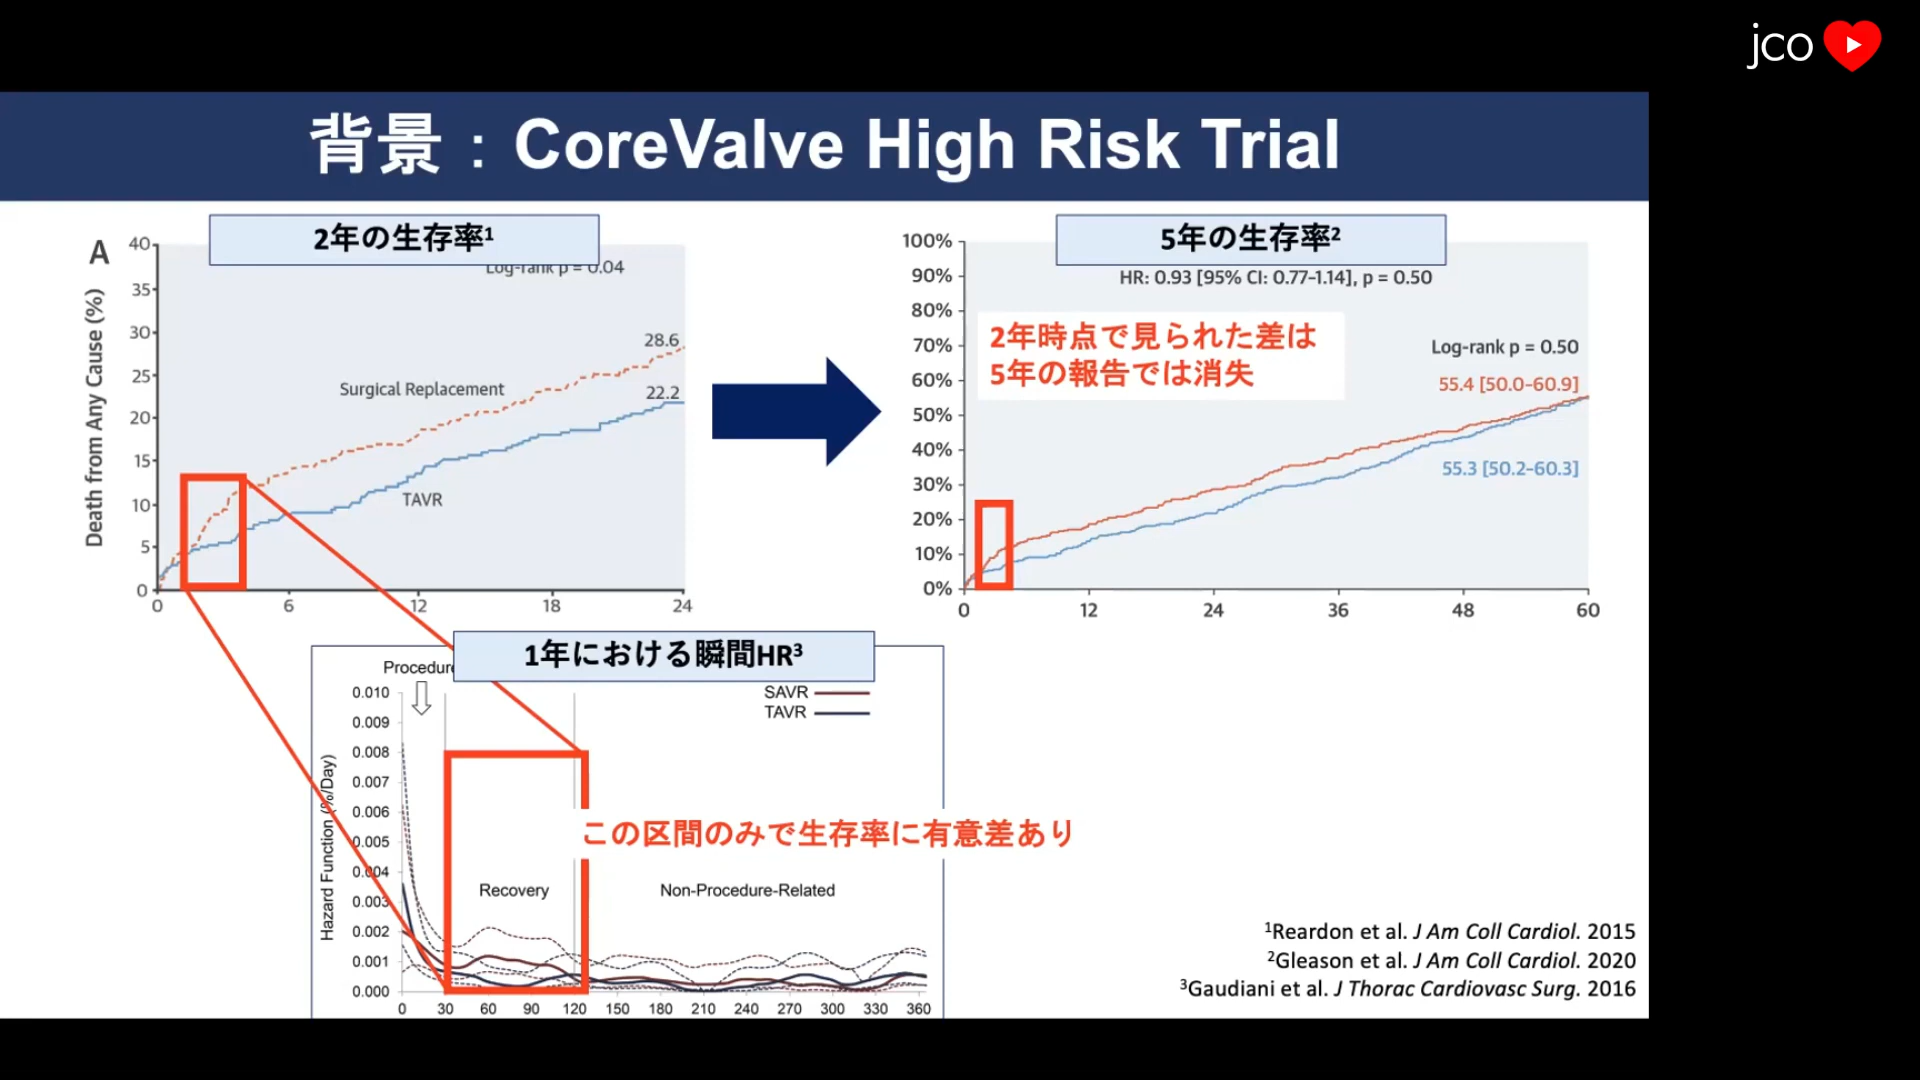 jco
背景：CoreValve High Risk Trial
2年の生存率¹
A
Log-rank p = 0.04
Death from Any Cause (%)
40
35
30
25
20
15
10
5
0
28.6
Surgical Replacement
22.2
TAVR
0 6 12 18 24
5年の生存率²
HR: 0.93 [95% CI: 0.77-1.14], p = 0.50
2年時点で見られた差は
5年の報告では消失
Log-rank p = 0.50
55.4 [50.0-60.9]
55.3 [50.2-60.3]
100%
90%
80%
70%
60%
50%
40%
30%
20%
10%
0%
0 12 24 36 48 60
1年における瞬間HR³
Procedure
SAVR
TAVR
Hazard Function (%/Day)
0.010
0.009
0.008
0.007
0.006
0.005
0.004
0.003
0.002
0.001
0.000
この区間のみで生存率に有意差あり
Recovery
Non-Procedure-Related
0 30 60 90 120 150 180 210 240 270 300 330 360
¹Reardon et al. J Am Coll Cardiol. 2015
²Gleason et al. J Am Coll Cardiol. 2020
³Gaudiani et al. J Thorac Cardiovasc Surg. 2016